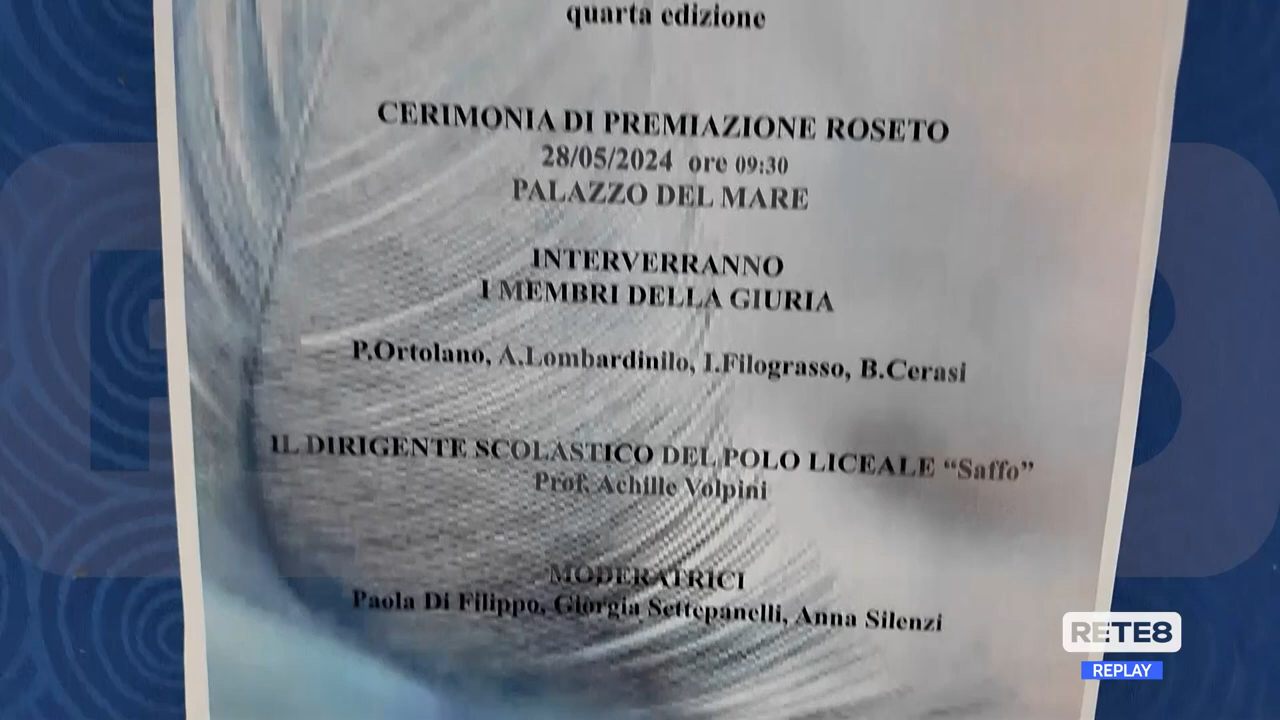 quarta edizione
CERIMONIA DI PREMIAZIONE ROSETO
28/05/2024 ore 09:30
PALAZZO DEL MARE
INTERVERRANNO
I MEMBRI DELLA GIURIA
P.Ortolano, A.Lombardinilo, I.Filograsso, B.Cerasi
IL DIRIGENTE SCOLASTICO DEL POLO LICEALE “Saffo”
Prof. Achille Volpini
MODERATRICI
Paola Di Filippo, Giorgia Settepanelli, Anna Silenzi
RETE8
REPLAY